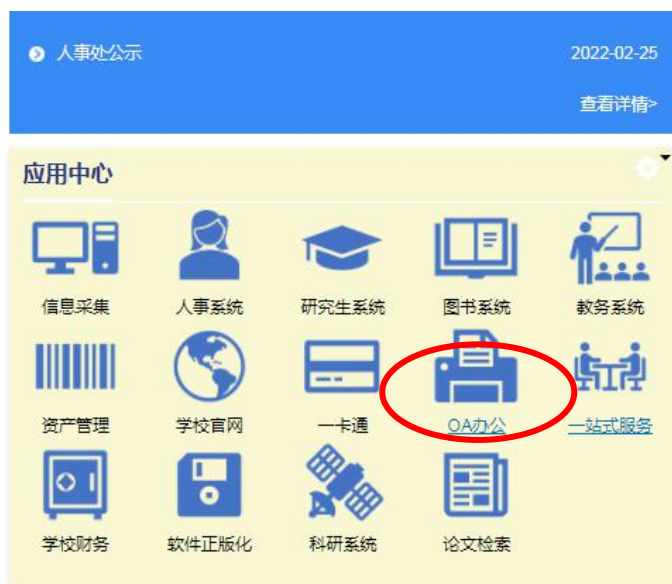 人事处公示 2022-02-25
查看详情>
应用中心
信息采集 人事系统 研究生系统 图书系统 教务系统
资产管理 学校官网 一卡通 OA办公 一站式服务
学校财务 软件正版化 科研系统 论文检索